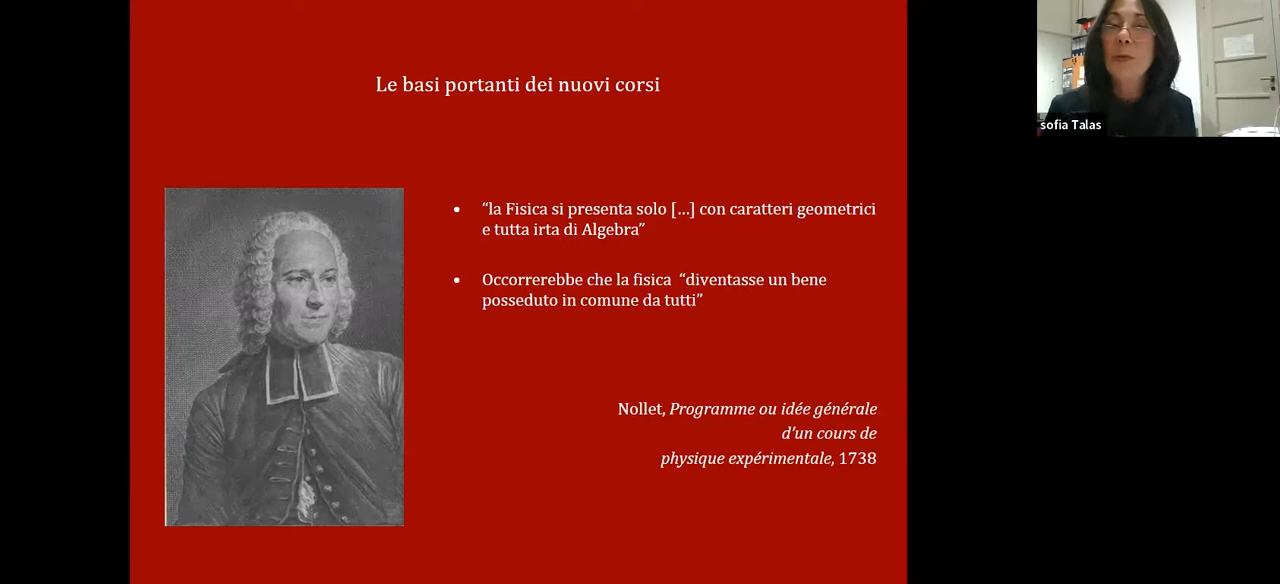 Le basi portanti dei nuovi corsi
sofia Talas
• “la Fisica si presenta solo [...] con caratteri geometrici
e tutta irta di Algebra”
• Occorrerebbe che la fisica “diventasse un bene
posseduto in comune da tutti”
Nollet, Programme ou idée générale
d’un cours de
physique expérimentale, 1738